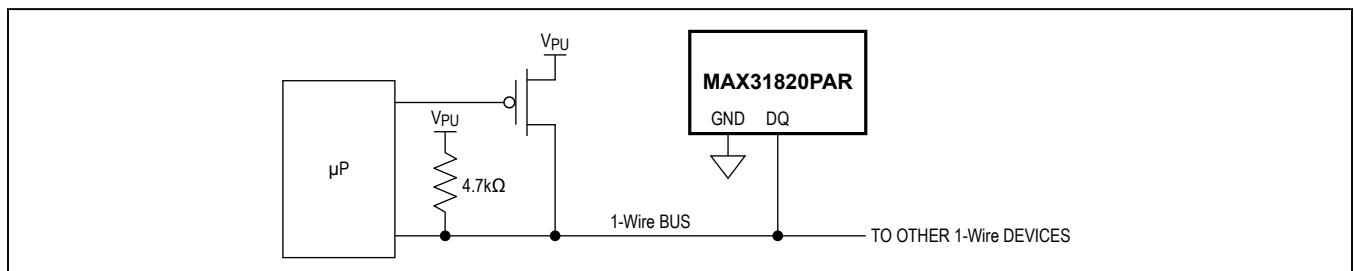 VPU
MAX31820PAR
GND DQ
VPU
µP
4.7kΩ
1-Wire BUS
TO OTHER 1-Wire DEVICES